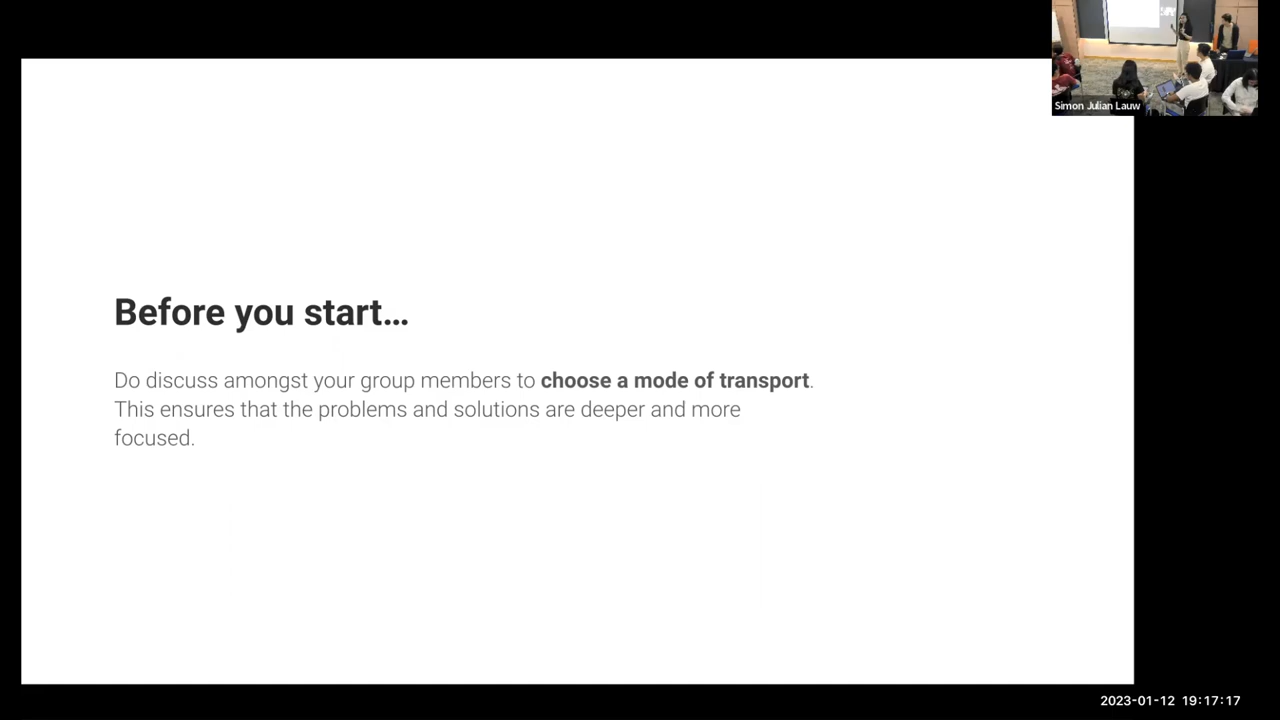 Simon Julian Lauw
Before you start...
Do discuss amongst your group members to choose a mode of transport.
This ensures that the problems and solutions are deeper and more
focused.
2023-01-12 19:17:17